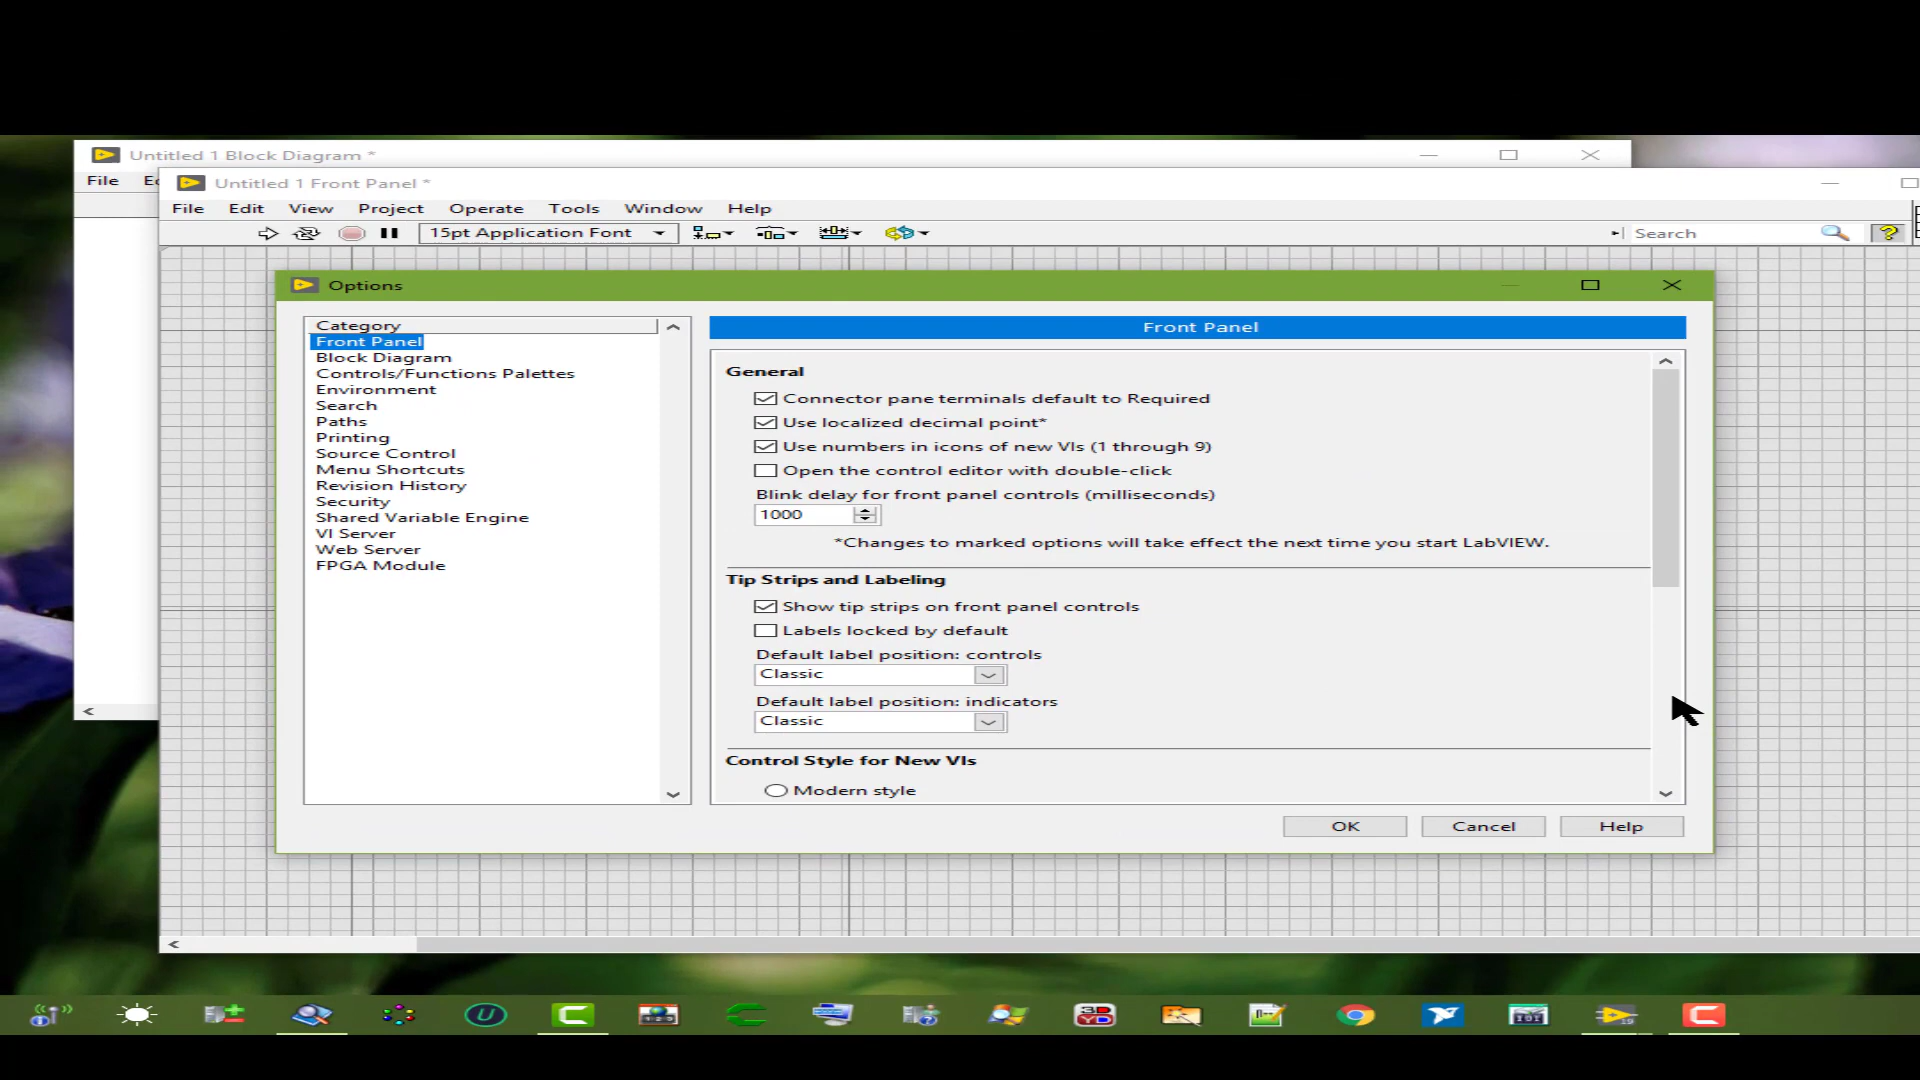 Untitled 1 Block Diagram *
File
Untitled 1 Front Panel *
File Edit View Project Operate Tools Window Help
15pt Application Font
Search
?
Options
Category
Front Panel
Block Diagram
Controls/Functions Palettes
Environment
Search
Paths
Printing
Source Control
Menu Shortcuts
Revision History
Security
Shared Variable Engine
VI Server
Web Server
FPGA Module
Front Panel
General
Connector pane terminals default to Required
Use localized decimal point*
Use numbers in icons of new VIs (1 through 9)
Open the control editor with double-click
Blink delay for front panel controls (milliseconds)
1000
*Changes to marked options will take effect the next time you start LabVIEW.
Tip Strips and Labeling
Show tip strips on front panel controls
Labels locked by default
Default label position: controls
Classic
Default label position: indicators
Classic
Control Style for New VIs
Modern style
OK Cancel Help